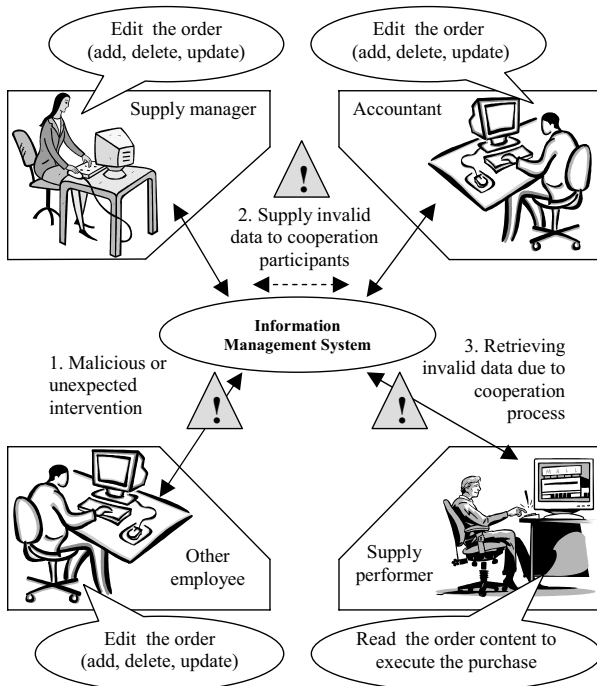 Edit the order
(add, delete, update)
Edit the order
(add, delete, update)
Supply manager
Accountant
!
2. Supply invalid
data to cooperation
participants
Information
Management System
1. Malicious or
unexpected
intervention
!
3. Retrieving
invalid data due to
cooperation
process
!
Other
employee
Supply
performer
MALL
Edit the order
(add, delete, update)
Read the order content to
execute the purchase